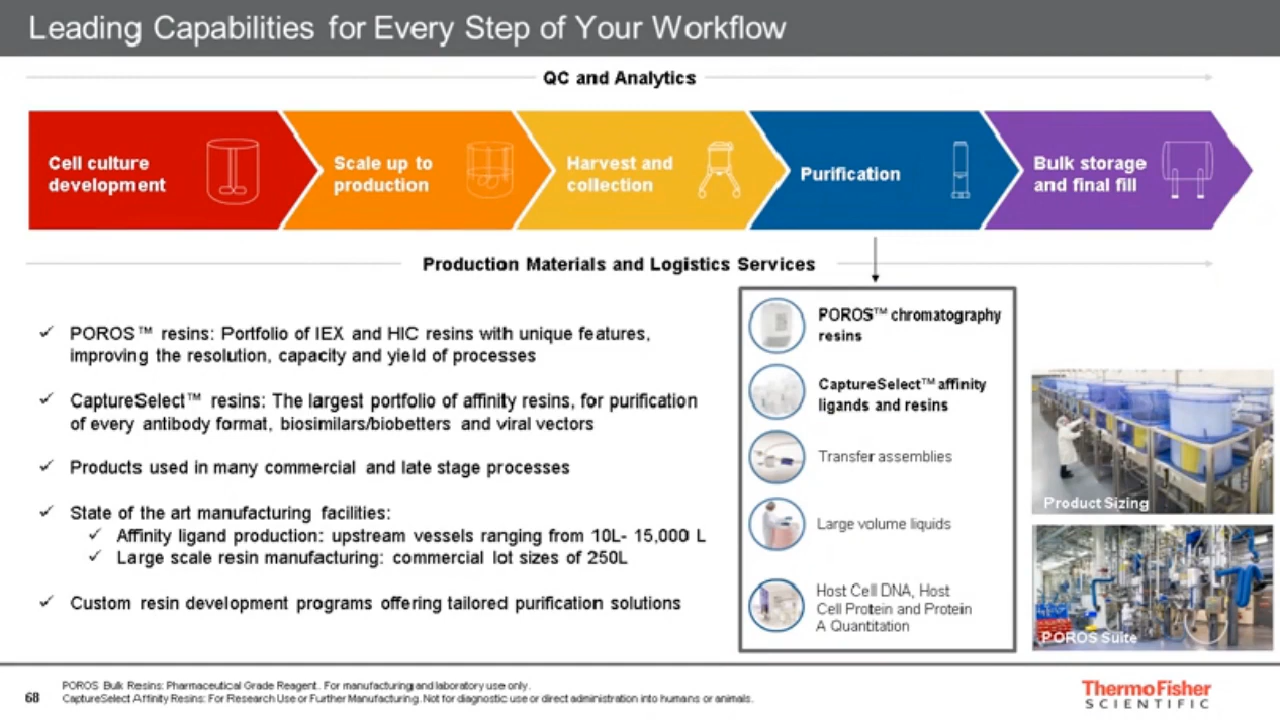 Leading Capabilities for Every Step of Your Workflow
QC and Analytics
Cell culture
development
Scale up to
production
Harvest and
collection
Purification
Bulk storage
and final fill
Production Materials and Logistics Services
✓ POROS™ resins: Portfolio of IEX and HIC resins with unique features,
improving the resolution, capacity and yield of processes
✓ CaptureSelect™ resins: The largest portfolio of affinity resins, for purification
of every antibody format, biosimilars/biobetters and viral vectors
✓ Products used in many commercial and late stage processes
✓ State of the art manufacturing facilities:
✓ Affinity ligand production: upstream vessels ranging from 10L- 15,000 L
✓ Large scale resin manufacturing: commercial lot sizes of 250L
✓ Custom resin development programs offering tailored purification solutions
POROS™ chromatography
resins
CaptureSelect™ affinity
ligands and resins
Transfer assemblies
Large volume liquids
Host Cell DNA, Host
Cell Protein and Protein
A Quantitation
Product Sizing
POROS Suite
68
POROS Bulk Resins: Pharmaceutical Grade Reagent.. For manufacturing and laboratory use only.
CaptureSelect Affinity Resins: For Research Use or Further Manufacturing. Not for diagnostic use or direct administration into humans or animals.
ThermoFisher
SCIENTIFIC